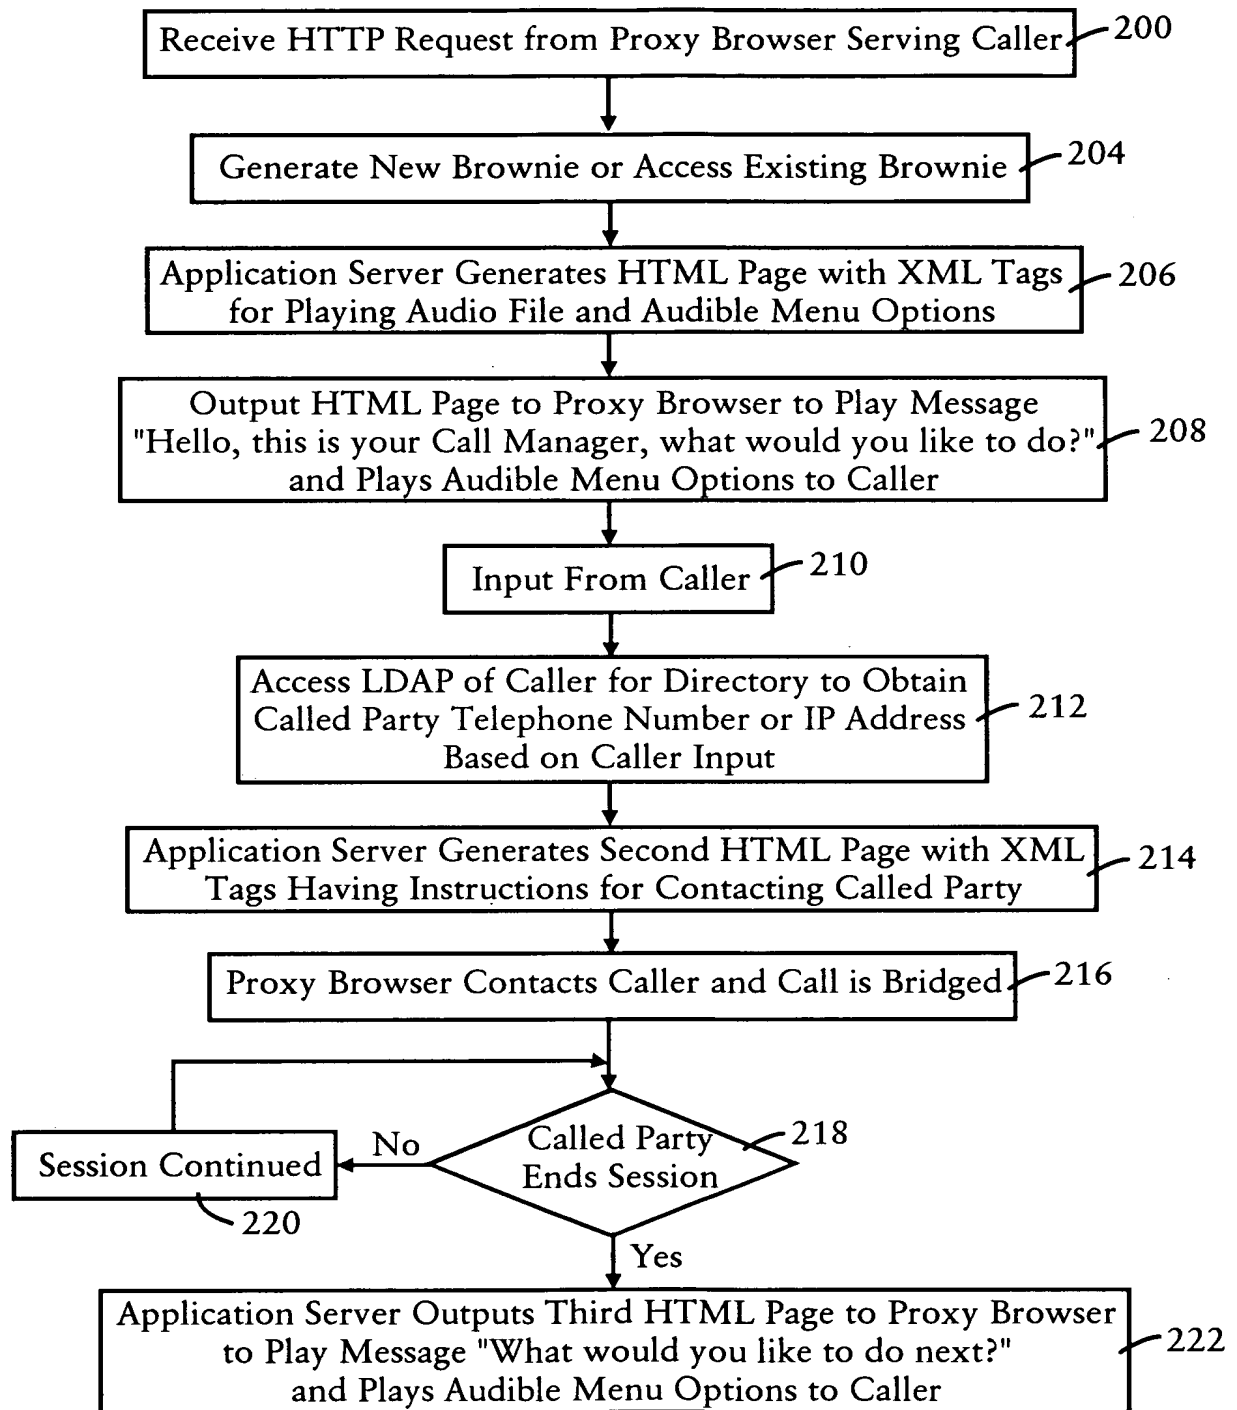 Receive HTTP Request from Proxy Browser Serving Caller
200
Generate New Brownie or Access Existing Brownie
204
Application Server Generates HTML Page with XML Tags
for Playing Audio File and Audible Menu Options
206
Output HTML Page to Proxy Browser to Play Message
"Hello, this is your Call Manager, what would you like to do?"
and Plays Audible Menu Options to Caller
208
Input From Caller
210
Access LDAP of Caller for Directory to Obtain
Called Party Telephone Number or IP Address
Based on Caller Input
212
Application Server Generates Second HTML Page with XML
Tags Having Instructions for Contacting Called Party
214
Proxy Browser Contacts Caller and Call is Bridged
216
Called Party
Ends Session
218
No
Session Continued
220
Yes
Application Server Outputs Third HTML Page to Proxy Browser
to Play Message "What would you like to do next?"
and Plays Audible Menu Options to Caller
222